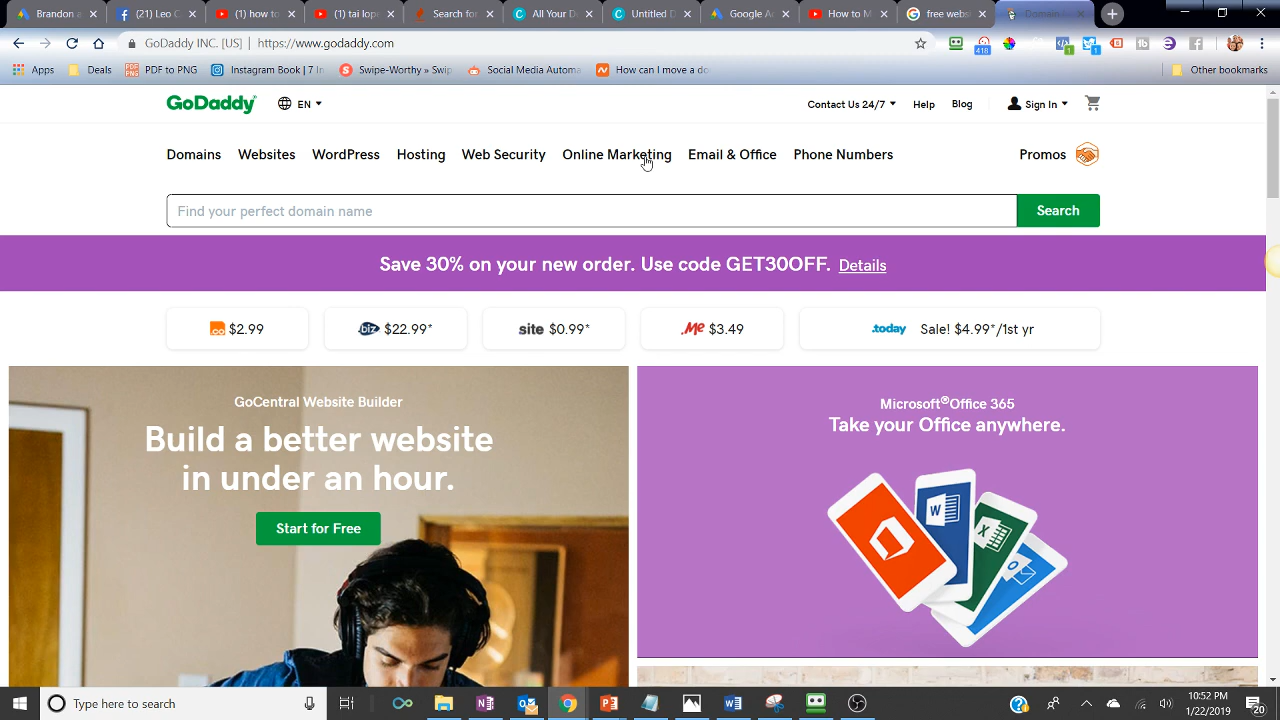 Brandon e
(21) Leo G
(1) how to
(1) tai lop
Search for
All Your D
Untitled D
Google A
How to M
free websi
Domain
GoDaddy INC. [US] | https://www.godaddy.com
418
1
1
Apps
Deals
PDF to PNG
Instagram Book | 7 In
Swipe-Worthy » Swip
Social Media Automa
How can I move a do
Other bookmarks
GoDaddy
EN
Contact Us 24/7
Help
Blog
Sign In
Domains
Websites
WordPress
Hosting
Web Security
Online Marketing
Email & Office
Phone Numbers
Promos
Find your perfect domain name
Search
Save 30% on your new order. Use code GET30OFF. Details
.co $2.99
.biz $22.99*
site $0.99*
.Me $3.49
.today Sale! $4.99*/1st yr
GoCentral Website Builder
Build a better website
in under an hour.
Start for Free
Microsoft®Office 365
Take your Office anywhere.
W
X
O
Type here to search
10:52 PM
1/22/2019
20